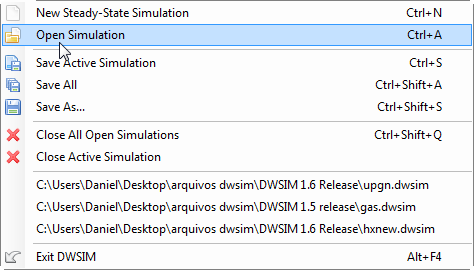 New Steady-State Simulation Ctrl+N
Open Simulation Ctrl+A
Save Active Simulation Ctrl+S
Save All Ctrl+Shift+A
Save As... Ctrl+Shift+S
Close All Open Simulations Ctrl+Shift+Q
Close Active Simulation
C:\Users\Daniel\Desktop\arquivos dwsim\DWSIM 1.6 Release\upgn.dwsim
C:\Users\Daniel\Desktop\arquivos dwsim\DWSIM 1.5 release\gas.dwsim
C:\Users\Daniel\Desktop\arquivos dwsim\DWSIM 1.6 Release\hxnew.dwsim
Exit DWSIM Alt+F4